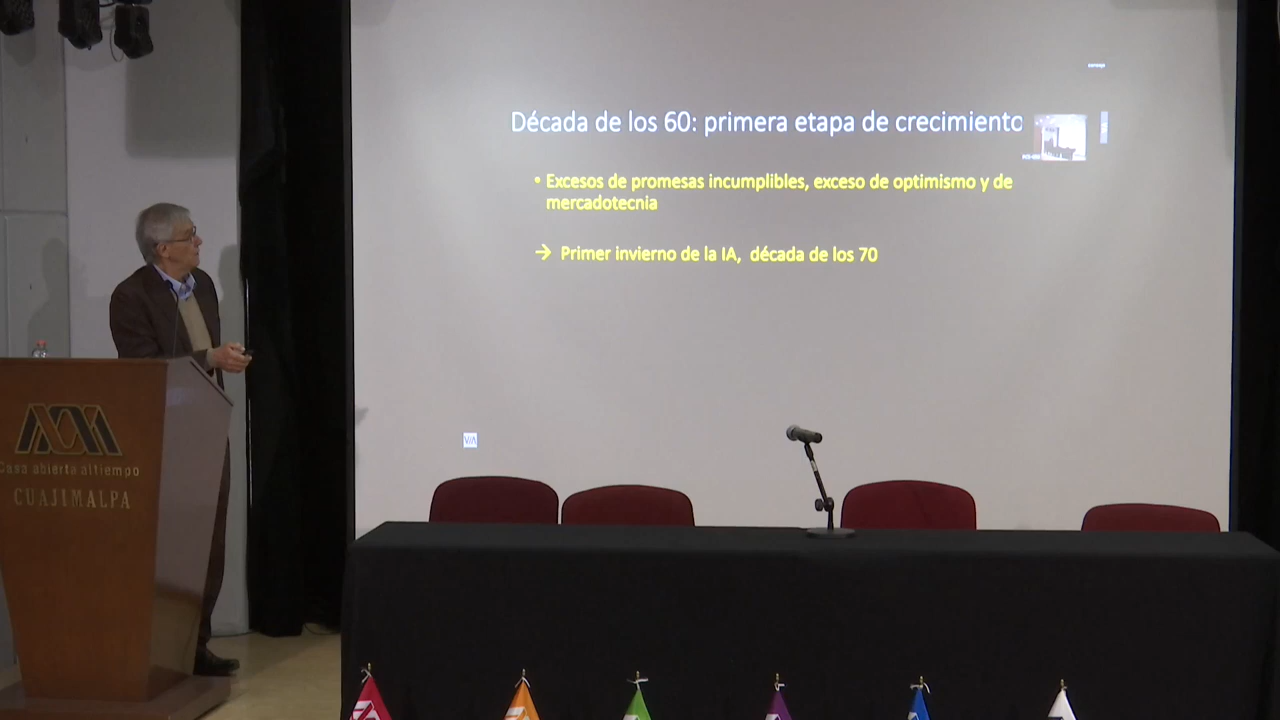 Década de los 60: primera etapa de crecimiento
• Excesos de promesas incumplibles, exceso de optimismo y de
mercadotecnia
→ Primer invierno de la IA, década de los 70
Casa abierta al tiempo
CUAJIMALPA